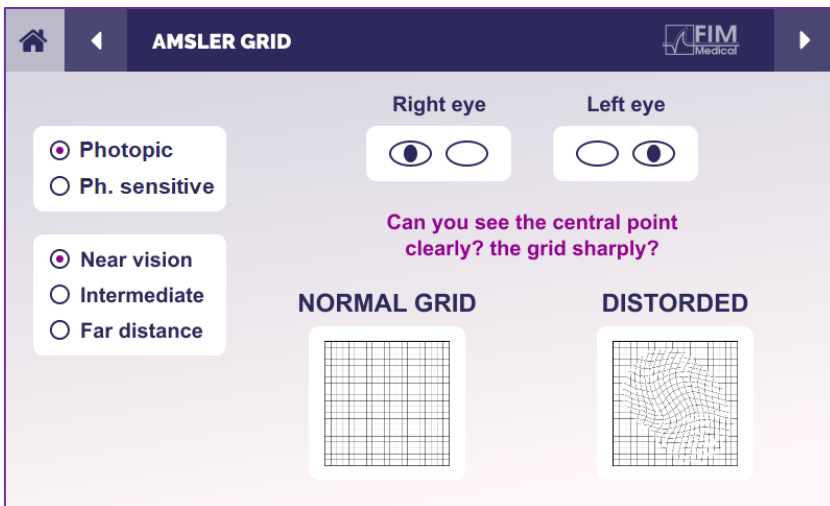 AMSLER GRID
FIM
Medical
Right eye
Left eye
Photopic
Ph. sensitive
Can you see the central point
clearly? the grid sharply?
Near vision
Intermediate
Far distance
NORMAL GRID
DISTORDED